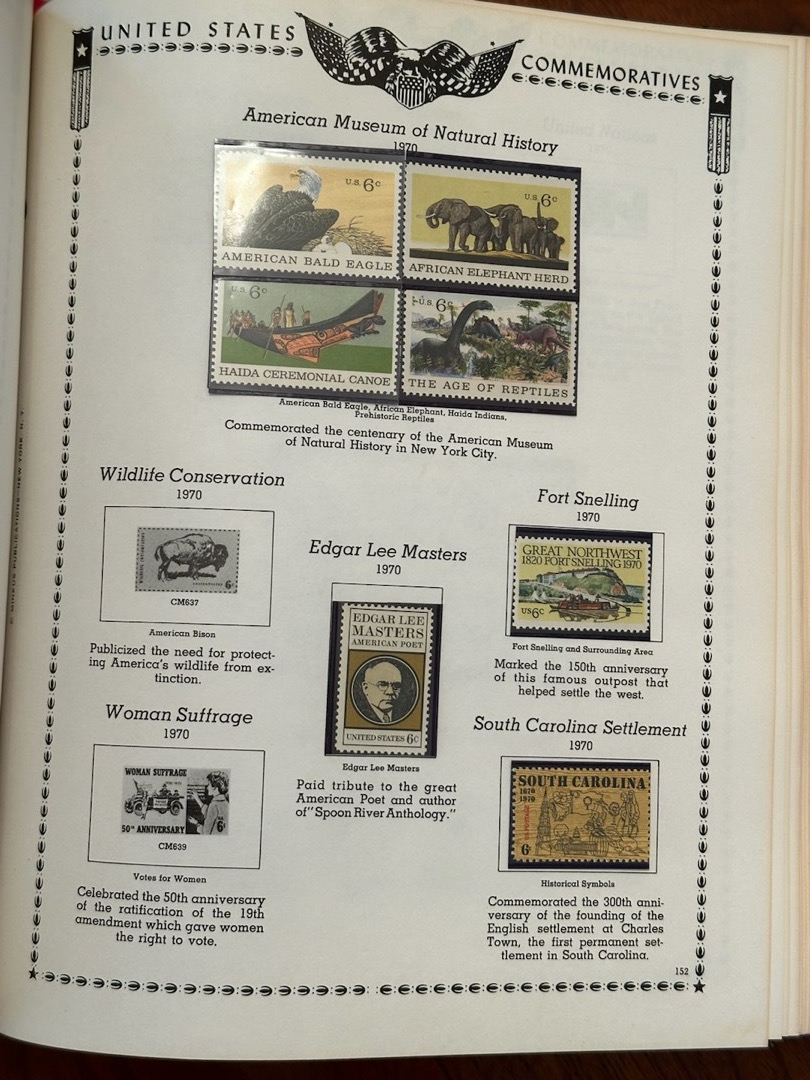 UNITED STATES
COMMEMORATIVES
American Museum of Natural History
1970
U.S. 6c
AMERICAN BALD EAGLE
U.S. 6c
AFRICAN ELEPHANT HERD
U.S. 6c
HAIDA CEREMONIAL CANOE
U.S. 6c
THE AGE OF REPTILES
American Bald Eagle, African Elephant, Haida Indians,
Prehistoric Reptiles
Commemorated the centenary of the American Museum
of Natural History in New York City.
Wildlife Conservation
1970
WILDLIFE CONSERVATION
6c
CM637
American Bison
Publicized the need for protect-
ing America's wildlife from ex-
tinction.
Edgar Lee Masters
1970
EDGAR LEE
MASTERS
AMERICAN POET
UNITED STATES 6c
Edgar Lee Masters
Paid tribute to the great
American Poet and author
of "Spoon River Anthology."
Fort Snelling
1970
GREAT NORTHWEST
1820 FORT SNELLING 1970
US 6c
Fort Snelling and Surrounding Area
Marked the 150th anniversary
of this famous outpost that
helped settle the west.
Woman Suffrage
1970
WOMAN SUFFRAGE
50th ANNIVERSARY
6c
CM639
Votes for Women
Celebrated the 50th anniversary
of the ratification of the 19th
amendment which gave women
the right to vote.
South Carolina Settlement
1970
SOUTH CAROLINA
1670
1970
6c
Historical Symbols
Commemorated the 300th anni-
versary of the founding of the
English settlement at Charles
Town, the first permanent set-
tlement in South Carolina.
152
© MINKUS PUBLICATIONS—NEW YORK, N. Y.